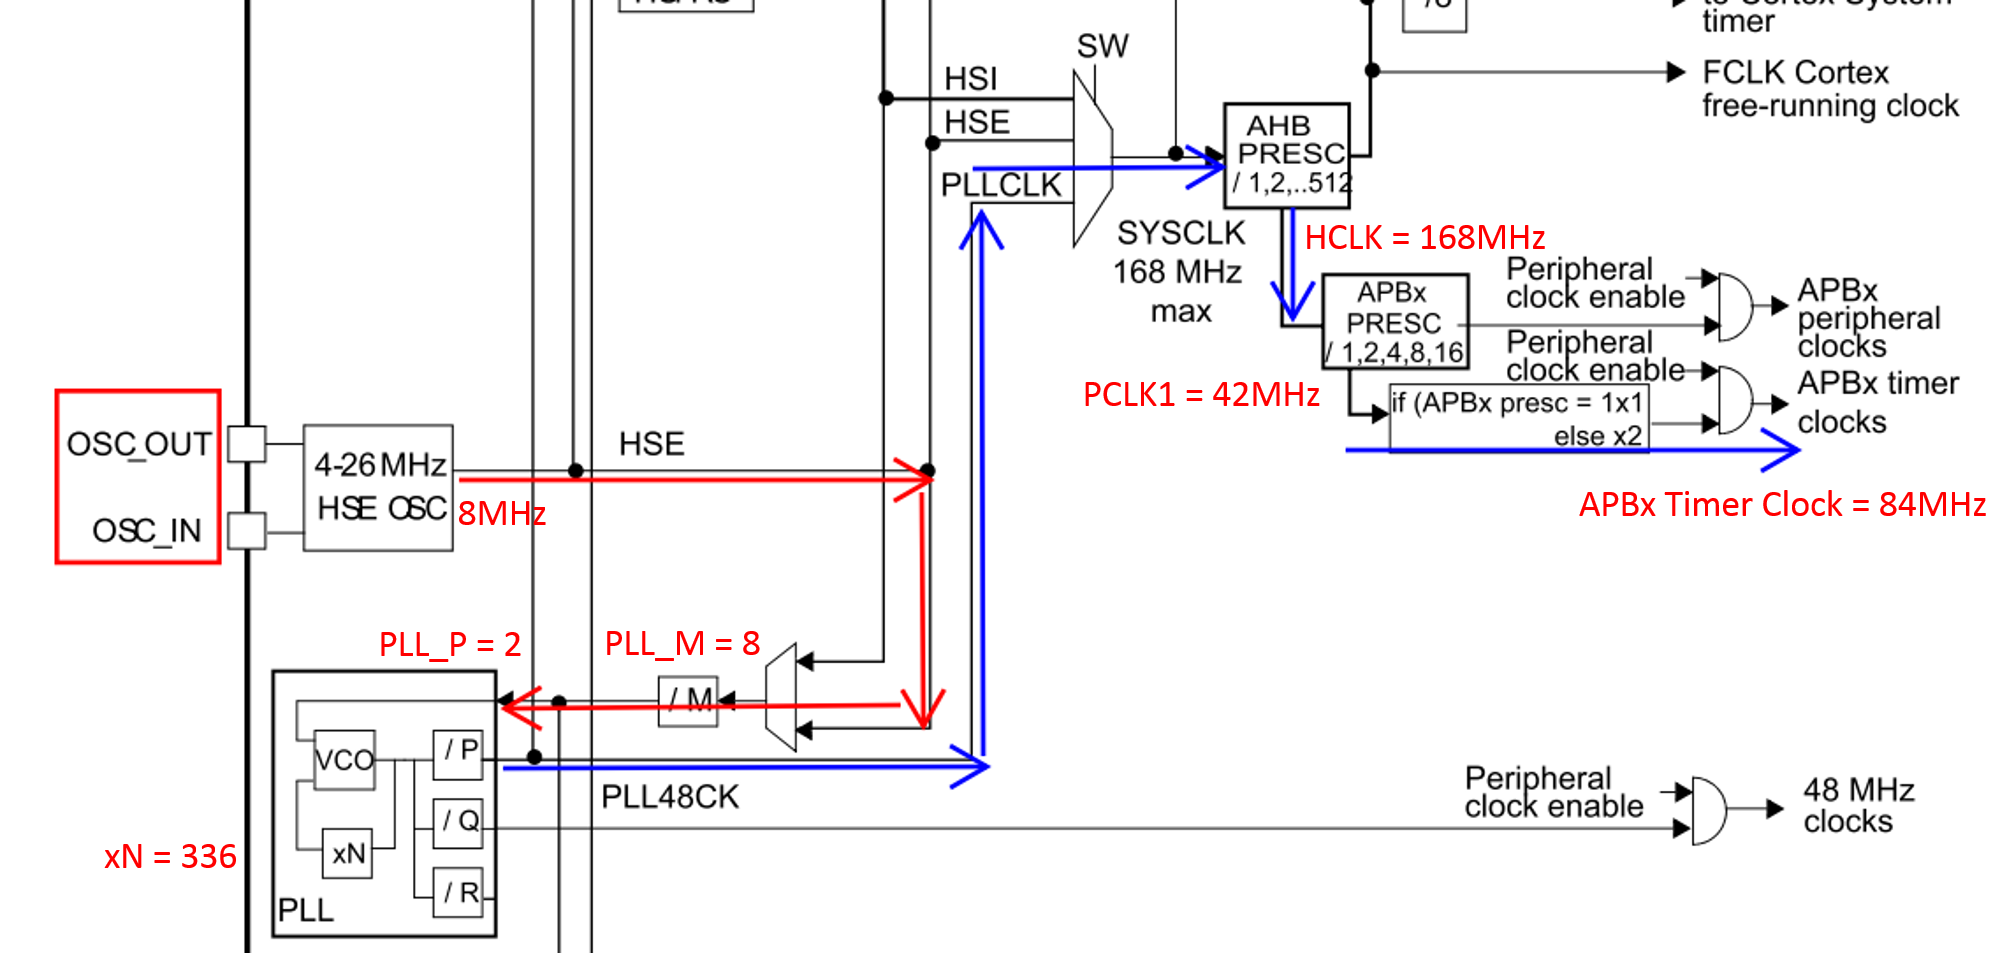 to Cortex System
timer
/8
SW
HSI
HSE
PLLCLK
FCLK Cortex
free-running clock
AHB
PRESC
/ 1,2,..512
SYSCLK
168 MHz
max
HCLK = 168MHz
APBx
PRESC
/ 1,2,4,8,16
Peripheral
clock enable
APBx
peripheral
clocks
Peripheral
clock enable
PCLK1 = 42MHz
if (APBx presc = 1x1
else x2
APBx timer
clocks
APBx Timer Clock = 84MHz
OSC_OUT
OSC_IN
4-26 MHz
HSE OSC
HSE
8MHz
PLL_P = 2
PLL_M = 8
/ M
VCO
/ P
/ Q
xN
/ R
PLL
xN = 336
PLL48CK
Peripheral
clock enable
48 MHz
clocks